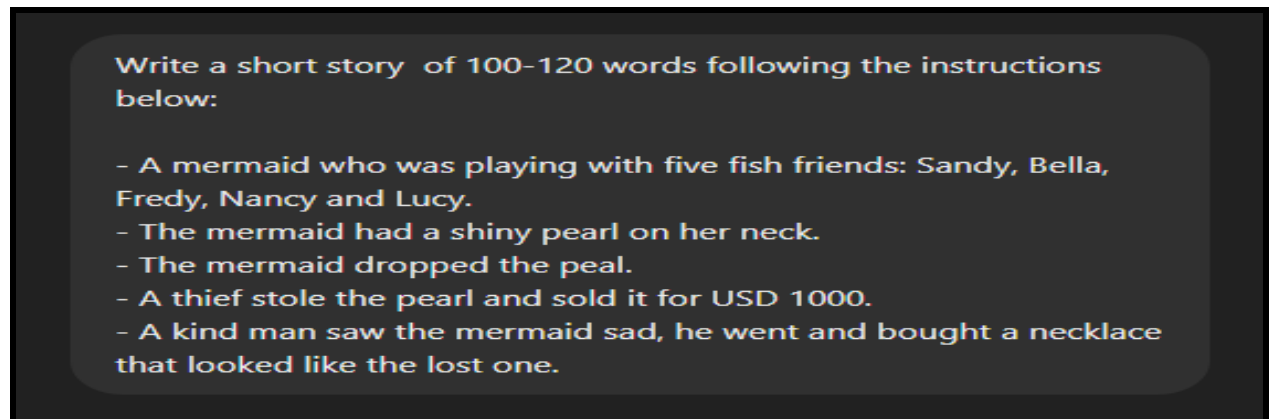 Write a short story  of 100-120 words following the instructions
below:
- A mermaid who was playing with five fish friends: Sandy, Bella,
Fredy, Nancy and Lucy.
- The mermaid had a shiny pearl on her neck.
- The mermaid dropped the peal.
- A thief stole the pearl and sold it for USD 1000.
- A kind man saw the mermaid sad, he went and bought a necklace
that looked like the lost one.